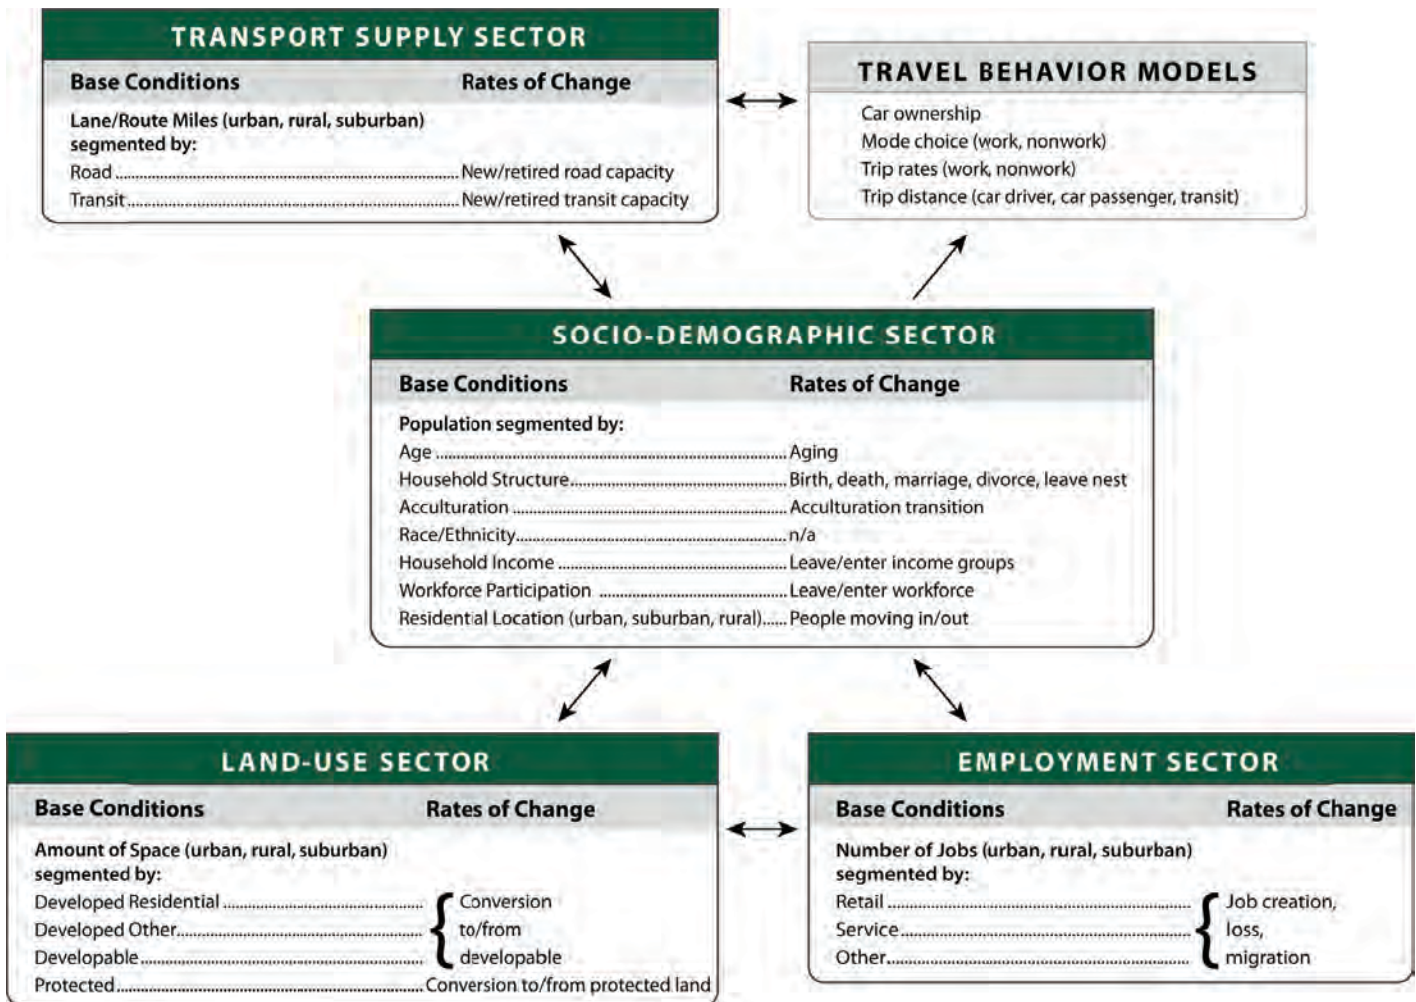 TRANSPORT SUPPLY SECTOR
Base Conditions Rates of Change
Lane/Route Miles (urban, rural, suburban)
segmented by:
Road ........ New/retired road capacity
Transit ........ New/retired transit capacity
TRAVEL BEHAVIOR MODELS
Car ownership
Mode choice (work, nonwork)
Trip rates (work, nonwork)
Trip distance (car driver, car passenger, transit)
SOCIO-DEMOGRAPHIC SECTOR
Base Conditions Rates of Change
Population segmented by:
Age ........ Aging
Household Structure ........ Birth, death, marriage, divorce, leave nest
Acculturation ........ Acculturation transition
Race/Ethnicity ........ n/a
Household Income ........ Leave/enter income groups
Workforce Participation ........ Leave/enter workforce
Residential Location (urban, suburban, rural) ...... People moving in/out
LAND-USE SECTOR
Base Conditions Rates of Change
Amount of Space (urban, rural, suburban)
segmented by:
Developed Residential ........ { Conversion
Developed Other ........ to/from
Developable ........ developable
Protected ........ Conversion to/from protected land
EMPLOYMENT SECTOR
Base Conditions Rates of Change
Number of Jobs (urban, rural, suburban)
segmented by:
Retail ........ { Job creation,
Service ........ loss,
Other ........ migration